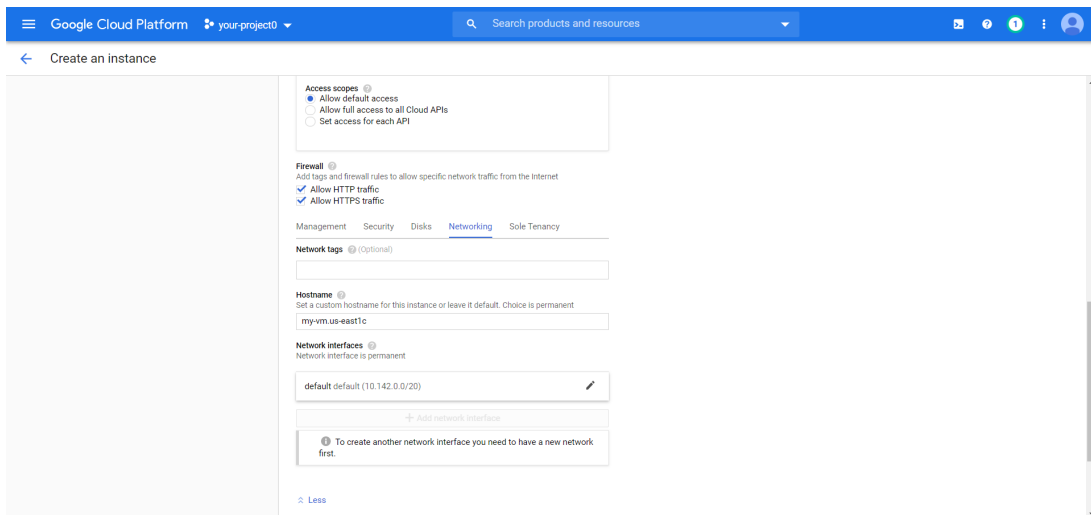 Google Cloud Platform your-project0 Search products and resources 1
Create an instance
Access scopes
Allow default access
Allow full access to all Cloud APIs
Set access for each API
Firewall
Add tags and firewall rules to allow specific network traffic from the Internet
Allow HTTP traffic
Allow HTTPS traffic
Management Security Disks Networking Sole Tenancy
Network tags (Optional)
Hostname
Set a custom hostname for this instance or leave it default. Choice is permanent
my-vm.us-east1c
Network interfaces
Network interface is permanent
default default (10.142.0.0/20)
+ Add network interface
To create another network interface you need to have a new network
first.
Less